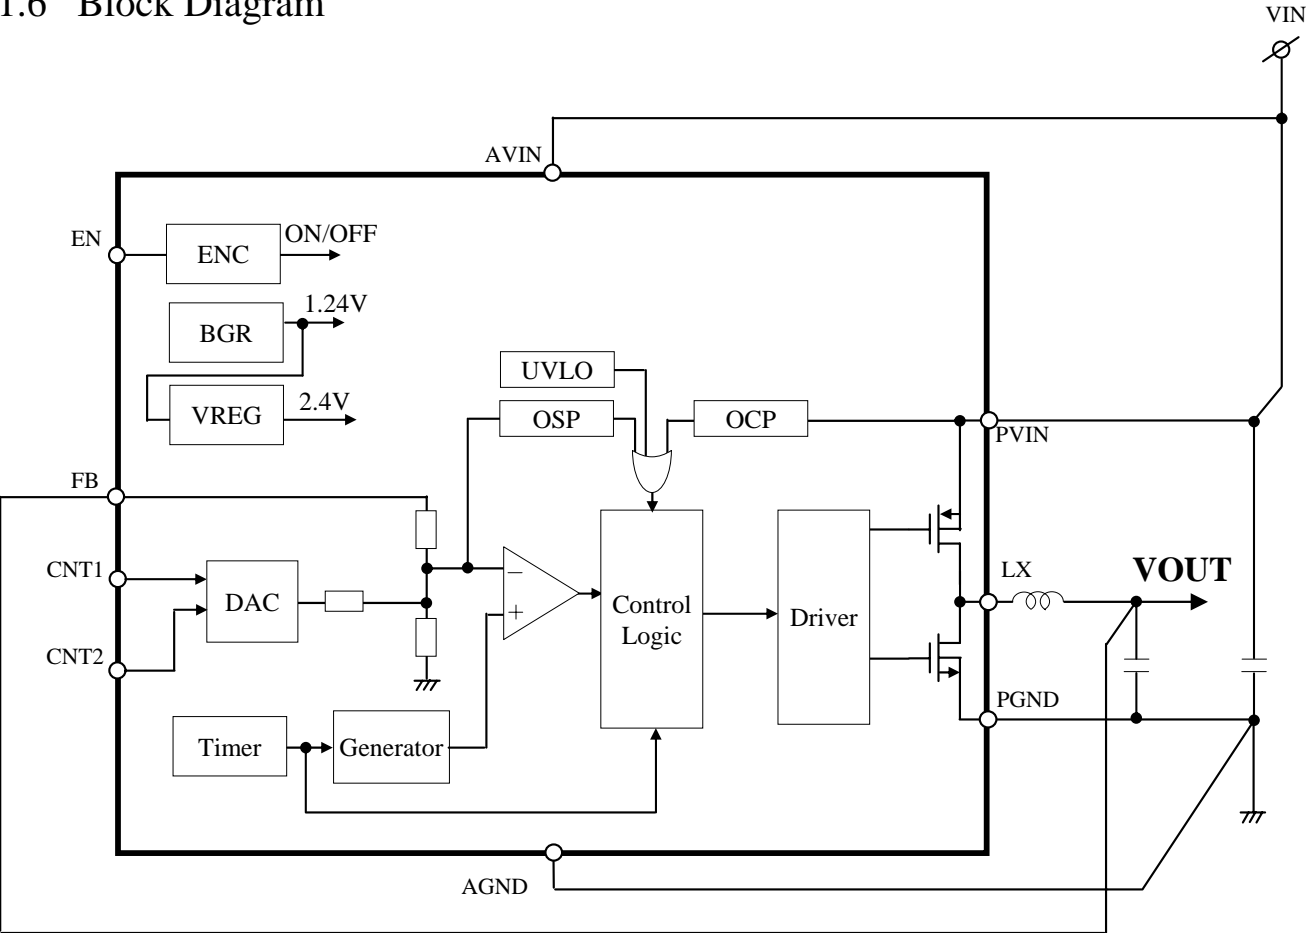 1.6 Block Diagram
VIN
AVIN
EN
ENC
ON/OFF
BGR
1.24V
VREG
2.4V
UVLO
OSP
OCP
PVIN
FB
CNT1
DAC
CNT2
−
+
Control
Logic
Driver
LX
VOUT
PGND
Timer
Generator
AGND